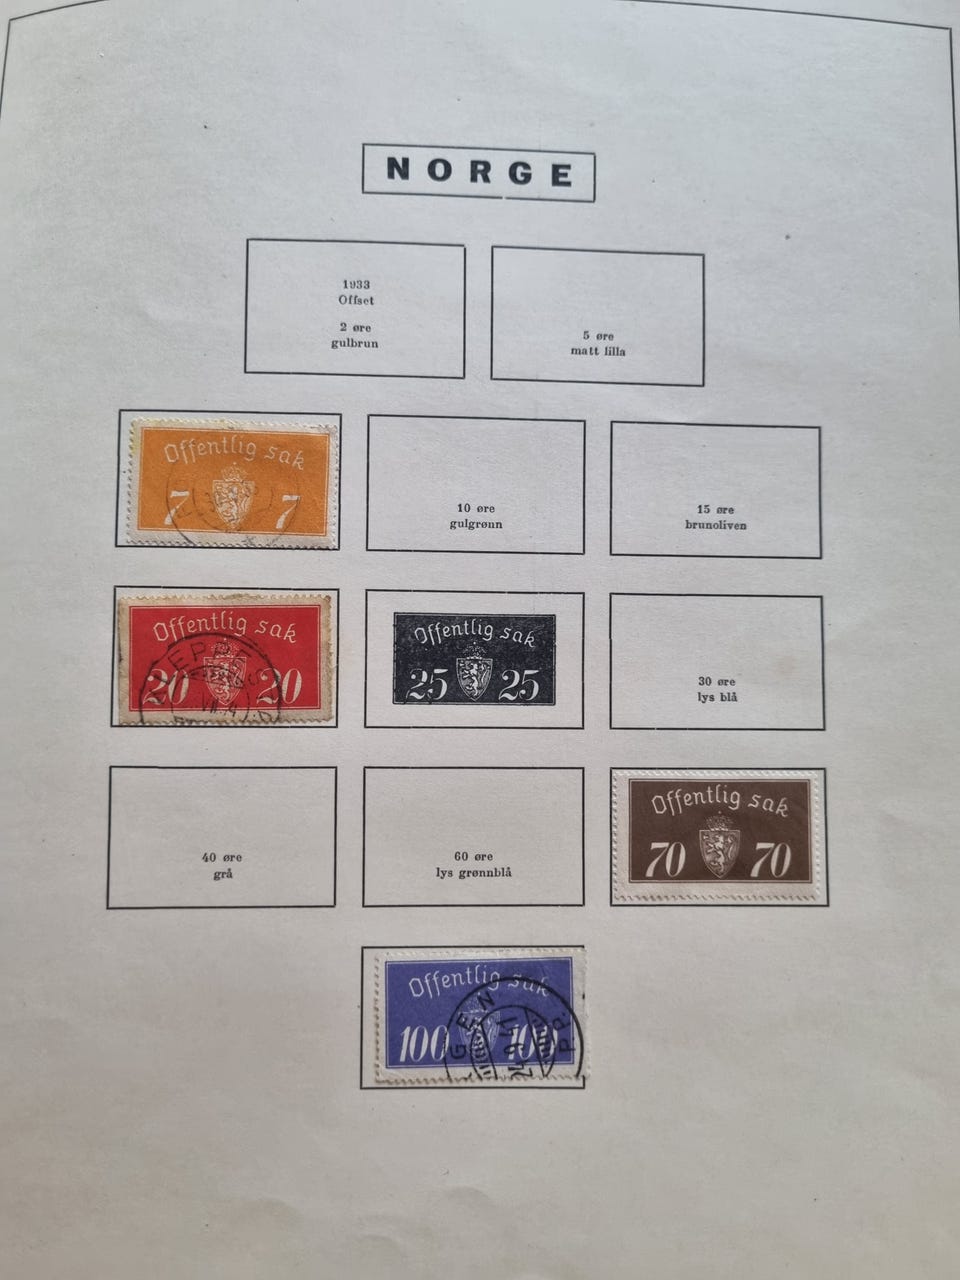 NORGE
1933
Offset
2 øre
gulbrun
5 øre
matt lilla
Offentlig sak
7 7
10 øre
gulgrønn
15 øre
brunoliven
Offentlig sak
20 20
Offentlig sak
25 25
30 øre
lys blå
40 øre
grå
60 øre
lys grønnblå
Offentlig sak
70 70
Offentlig sak
100 100